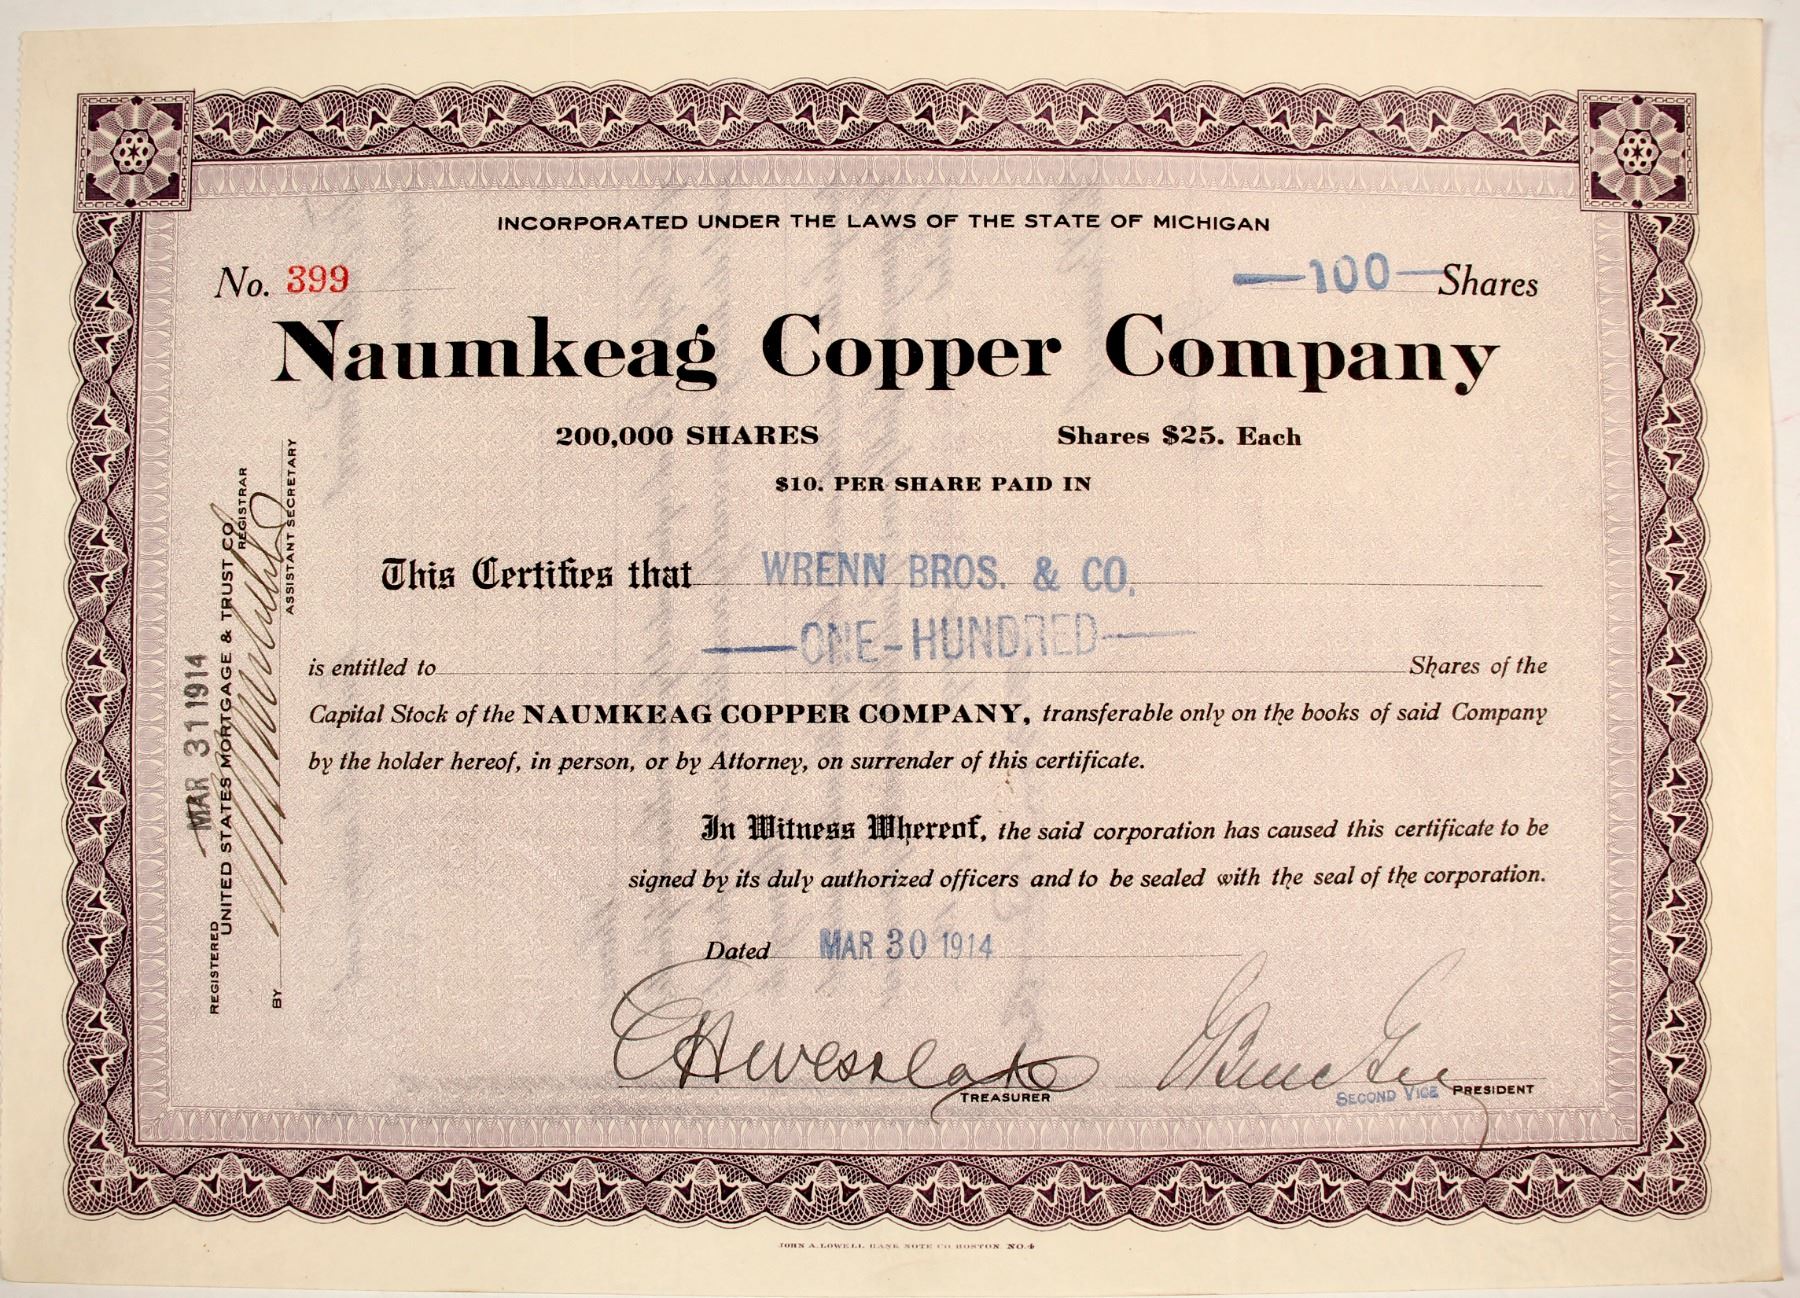 INCORPORATED UNDER THE LAWS OF THE STATE OF MICHIGAN
No. 399
100 Shares
Naumkeag Copper Company
200,000 SHARES Shares $25. Each
$10. PER SHARE PAID IN
This Certifies that WRENN BROS. & CO.
ONE-HUNDRED
is entitled to Shares of the
Capital Stock of the NAUMKEAG COPPER COMPANY, transferable only on the books of said Company
by the holder hereof, in person, or by Attorney, on surrender of this certificate.
In Witness Whereof, the said corporation has caused this certificate to be
signed by its duly authorized officers and to be sealed with the seal of the corporation.
Dated MAR 30 1914
TREASURER
SECOND VICE PRESIDENT
MAR 31 1914
REGISTERED
UNITED STATES MORTGAGE & TRUST CO.
REGISTRAR
BY
ASSISTANT SECRETARY
JOHN A. LOWELL BANK NOTE CO. BOSTON. NO. 4